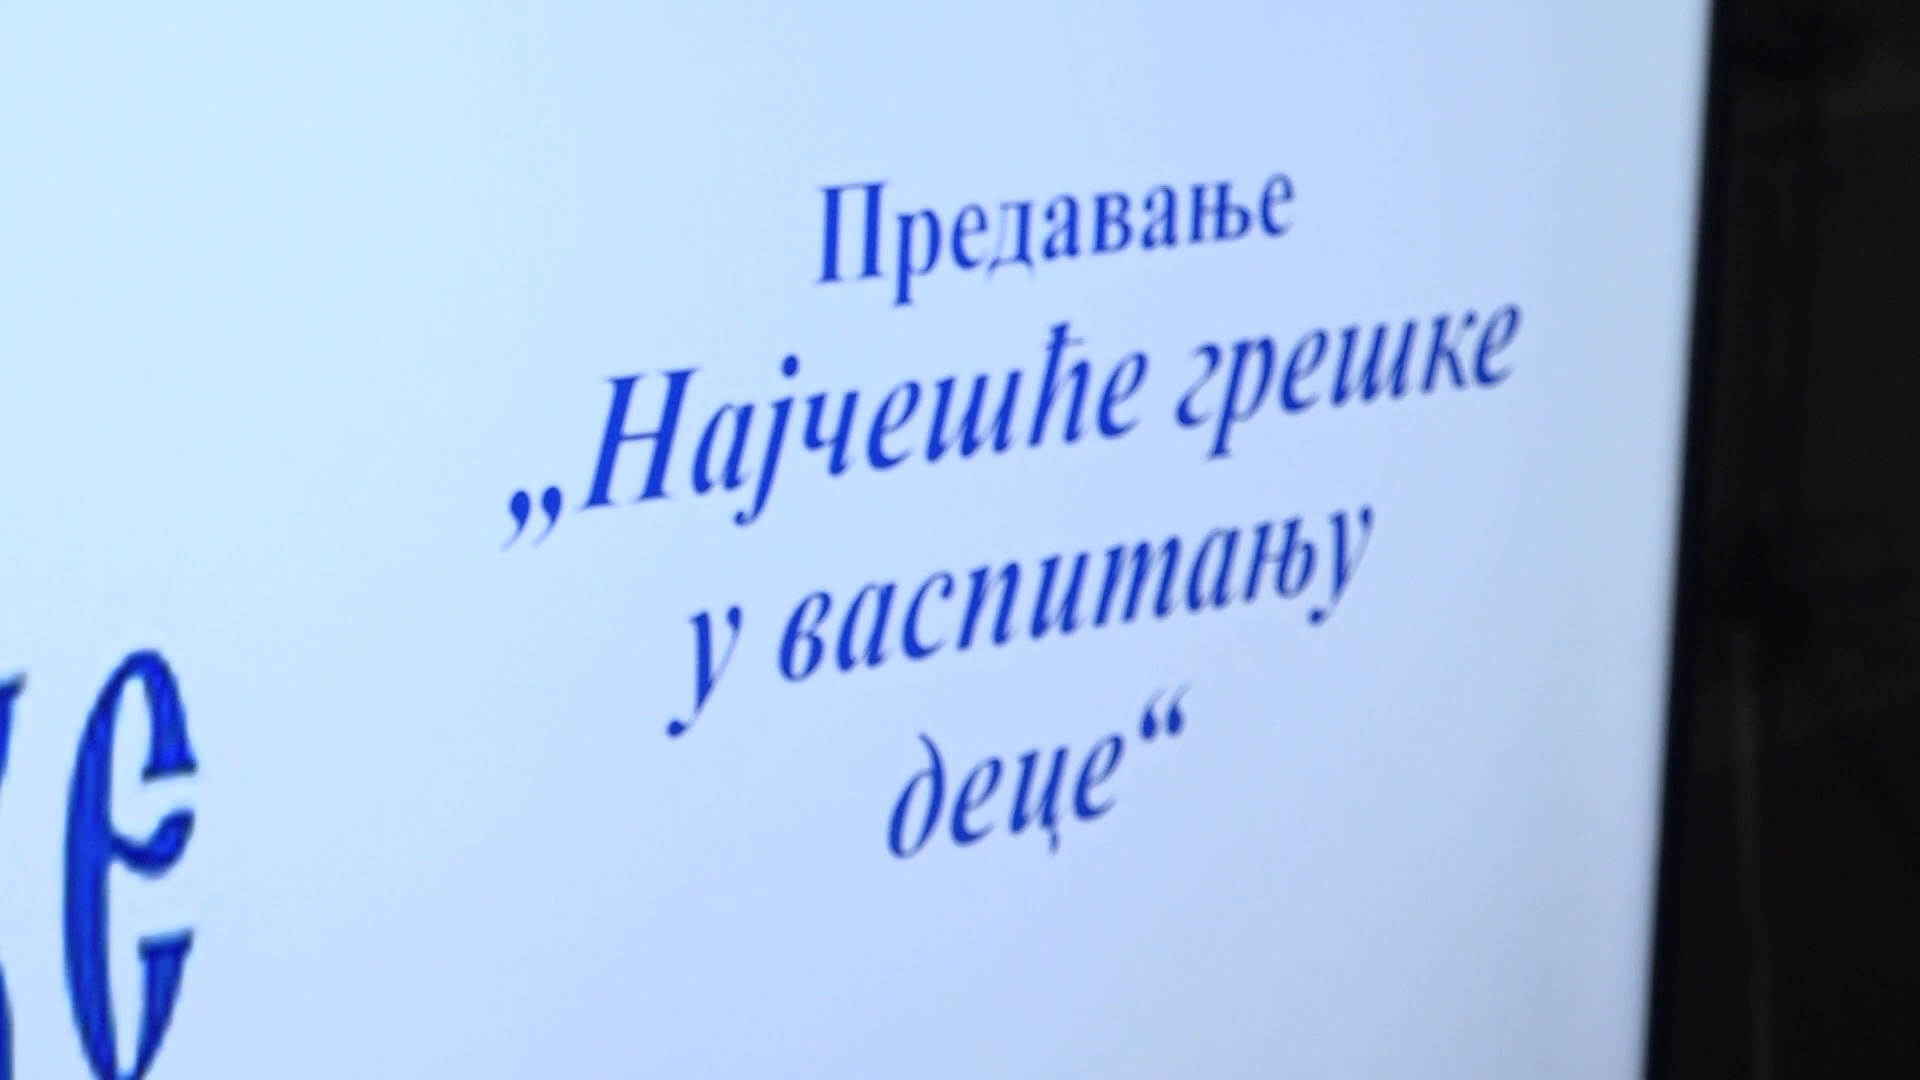 Предавање
„Најчешће грешке
у васпитању
деце“